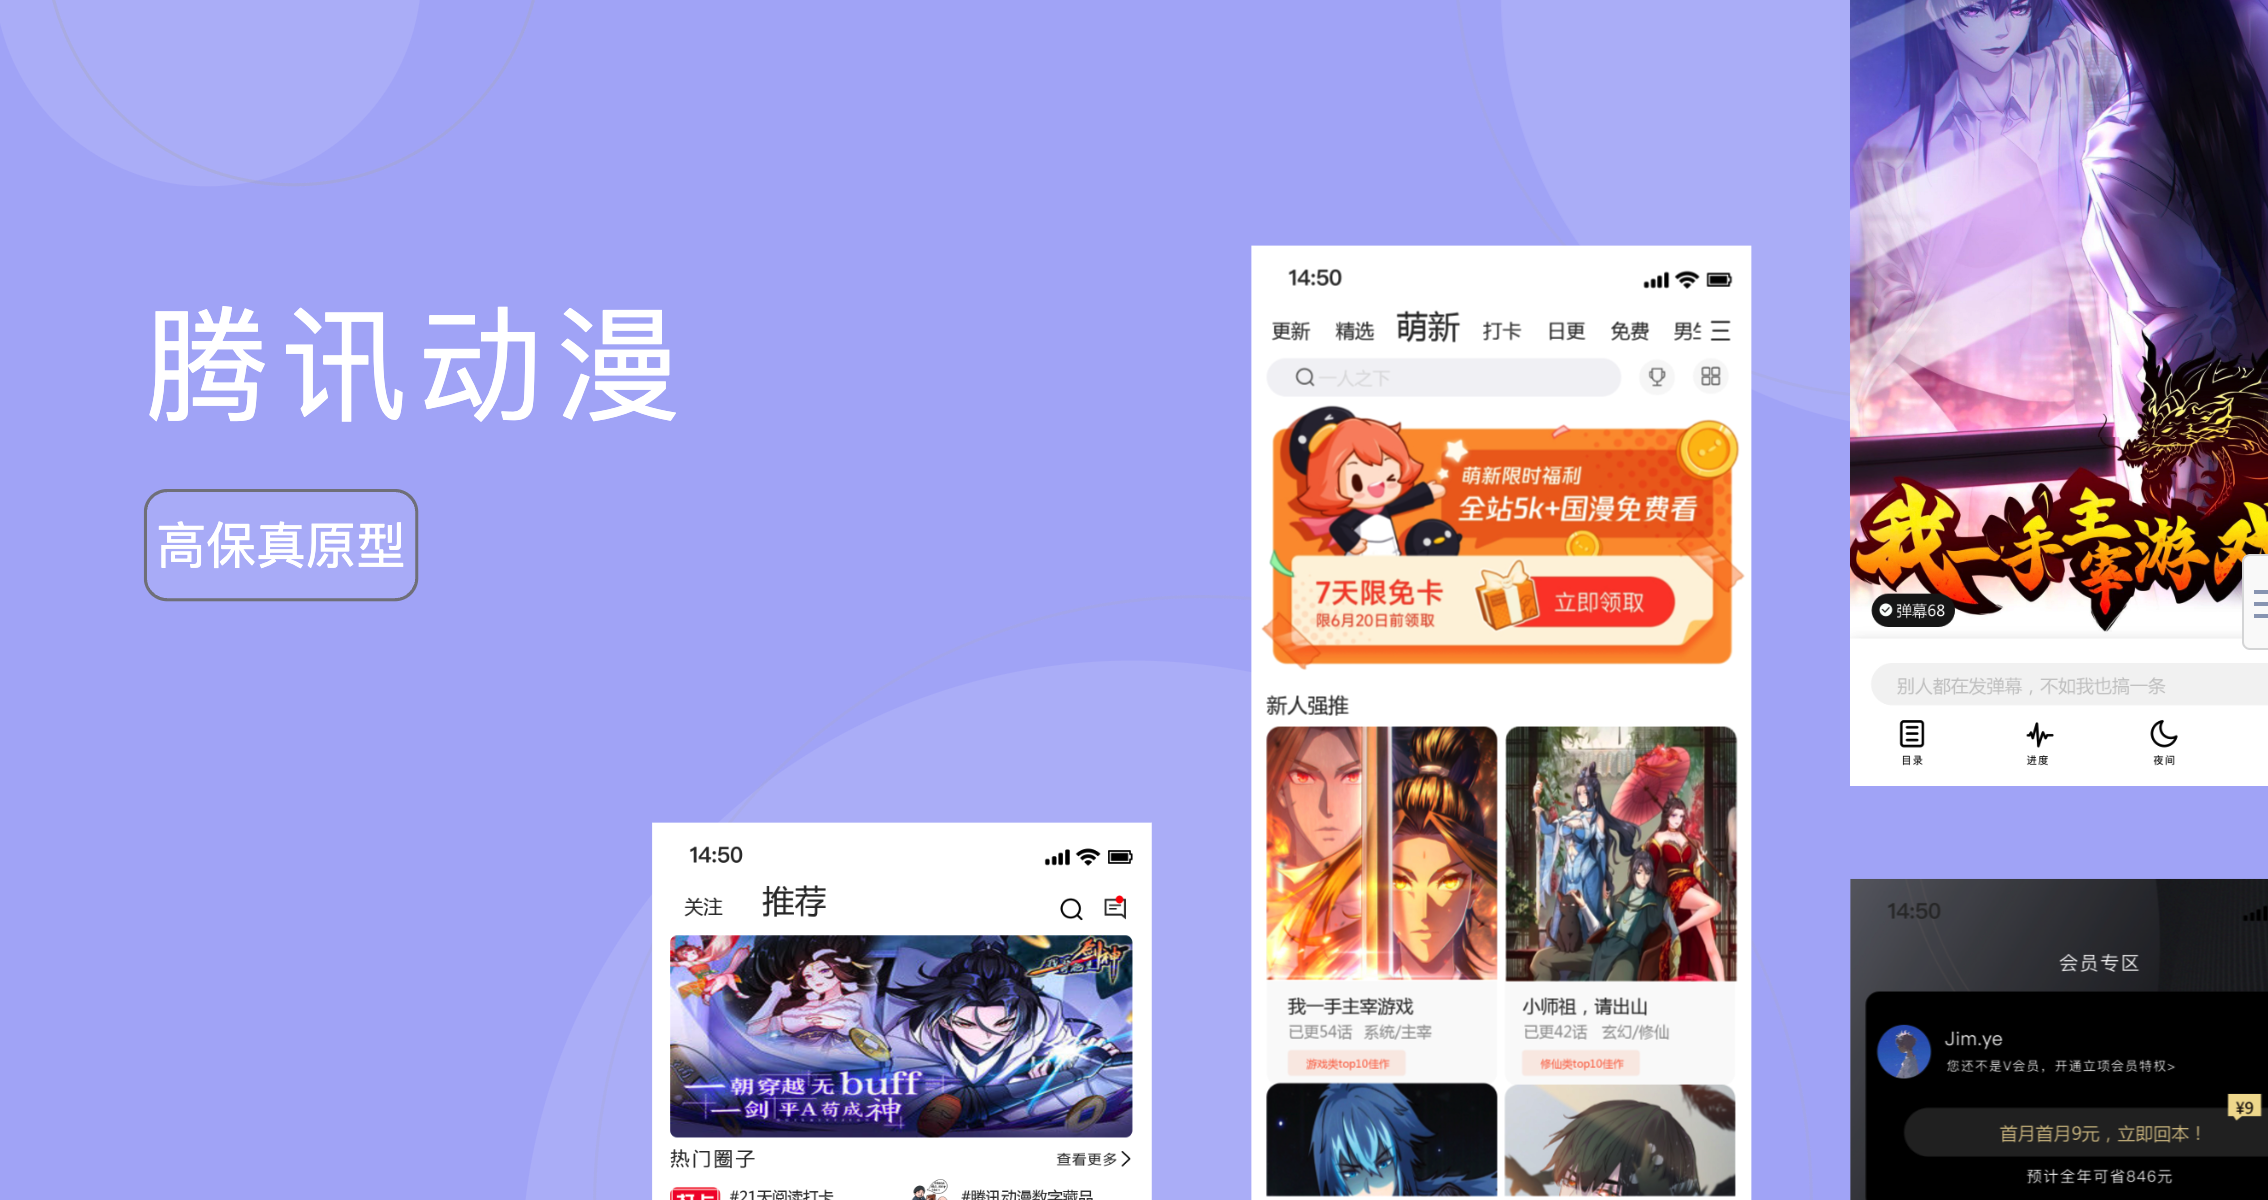 腾讯动漫
高保真原型
14:50
关注 推荐
一朝穿越无buff
一剑平A苟成神
热门圈子 查看更多
打卡 #21天阅读打卡 #腾讯动漫数字藏品
14:50
更新 精选 萌新 打卡 日更 免费 男生
一人之下
萌新限时福利
全站5k+国漫免费看
7天限免卡
限6月20日前领取
立即领取
新人强推
我一手主宰游戏
已更54话 系统/主宰
游戏类top10佳作
小师祖，请出山
已更42话 玄幻/修仙
修仙类top10佳作
我一手主宰游戏
弹幕68
别人都在发弹幕，不如我也搞一条
目录 进度 夜间
14:50
会员专区
Jim.ye
您还不是V会员，开通立项会员特权>
¥9
首月首月9元，立即回本！
预计全年可省846元